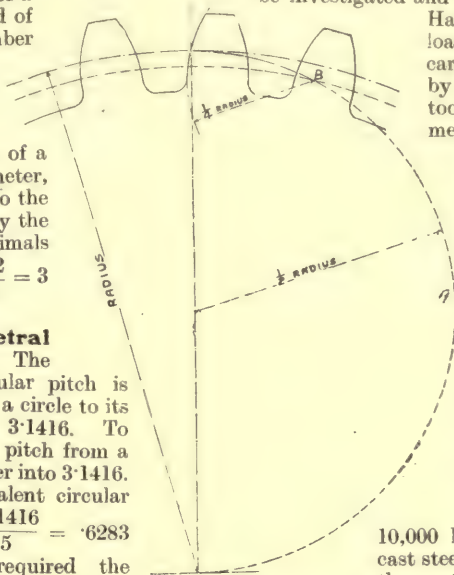 d of
mber
of a
meter,
o the
y the
imals
2
= 3
etral
The
ular pitch is
a circle to its
3·1416. To
pitch from a
er into 3·1416.
alent circular
1416
5
= ·6283
required the
RADIUS
¼ RADIUS
B
½ RADIUS
Ha
loa
car
by
too
me
10,000
cast stee